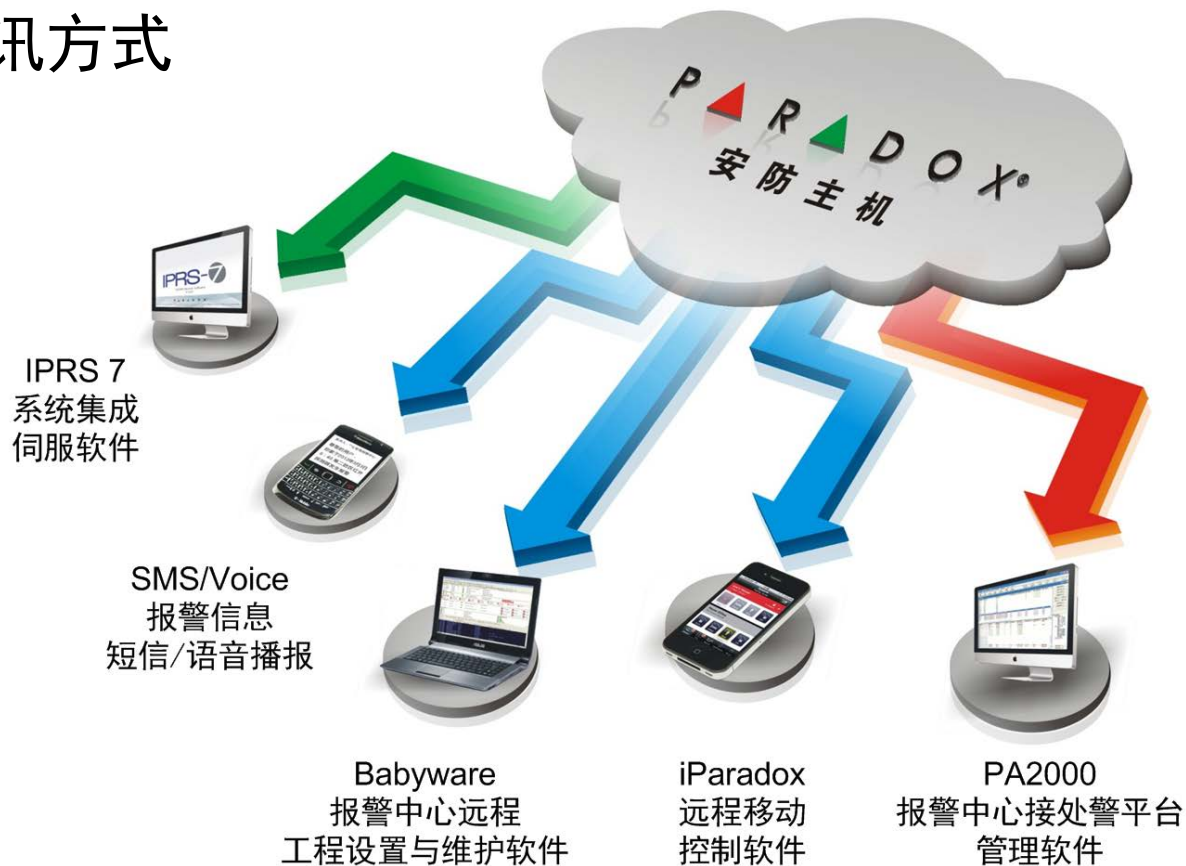 讯方式
PARADOX®
安防主机
IPRS-7
IPRS 7
系统集成
伺服软件
SMS/Voice
报警信息
短信/语音播报
Babyware
报警中心远程
工程设置与维护软件
iParadox
远程移动
控制软件
PA2000
报警中心接处警平台
管理软件